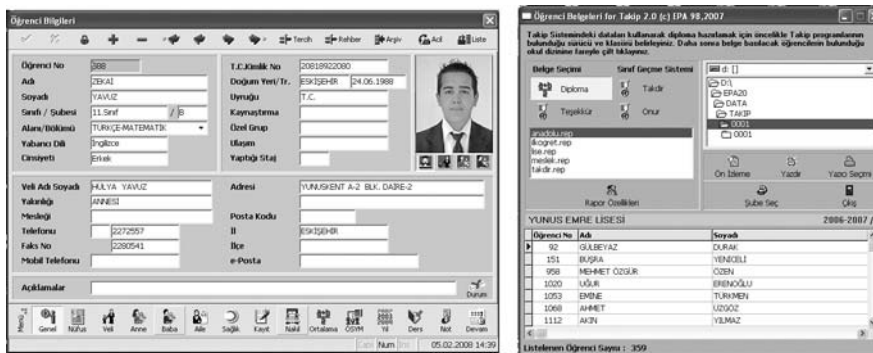 Öğrenci Bilgileri
Tercih
Rehber
Arşiv
Acil
Liste
Öğrenci No 388
Adı ZEKAİ
Soyadı YAVUZ
Sınıfı / Şubesi 11.Sınıf / B
Alanı/Bölümü TÜRKÇE-MATEMATİK
Yabancı Dili İngilizce
Cinsiyeti Erkek
T.C.Kimlik No 20818922080
Doğum Yeri/Tr. ESKİŞEHİR 24.06.1988
Uyruğu T.C.
Kaynaştırma
Özel Grup
Ulaşım
Yaptığı Staj
Veli Adı Soyadı HÜLYA YAVUZ
Yakınlığı ANNESİ
Mesleği
Telefonu 2272557
Faks No 2280541
Mobil Telefonu
Adresi YUNUSKENT A-2 BLK. DAİRE-2
Posta Kodu
İl ESKİŞEHİR
İlçe
e-Posta
Açıklamalar
Durum
Menü
Genel Nüfus Veli Anne Baba Aile Sağlık Kayıt Nakil Ortalama ÖSYM Yıl Ders Not Devam
Caps Num Ins 05.02.2008 14:39
Öğrenci Belgeleri for Takip 2.0 (c) EPA 98,2007
Takip Sistemindeki dataları kullanarak diploma hazırlamak için öncelikle Takip programlarının
bulunduğu sürücü ve klasörü belirleyiniz. Daha sonra belge basılacak öğrencilerin bulunduğu
okul dizinine fareyle çift tıklayınız.
Belge Seçimi Sınıf Geçme Sistemi
Diploma Takdir
Teşekkür Onur
anadolu.rep
ilkogret.rep
lise.rep
meslek.rep
takdir.rep
Rapor Özellikleri
d: []
D:\
EPA20
DATA
TAKIP
0001
0001
Ön İzleme Yazdır Yazıcı Seçimi
Şube Seç Çıkış
YUNUS EMRE LİSESİ 2006-2007 /
Öğrenci No Adı Soyadı
92 GÜLBEYAZ DURAK
151 BÜŞRA YENİCELİ
958 MEHMET ÖZGÜR ÖZEN
1020 UĞUR ERENOĞLU
1053 EMİNE TÜRKMEN
1068 AHMET UZGÖZ
1112 AKIN YILMAZ
Listelenen Öğrenci Sayısı : 359